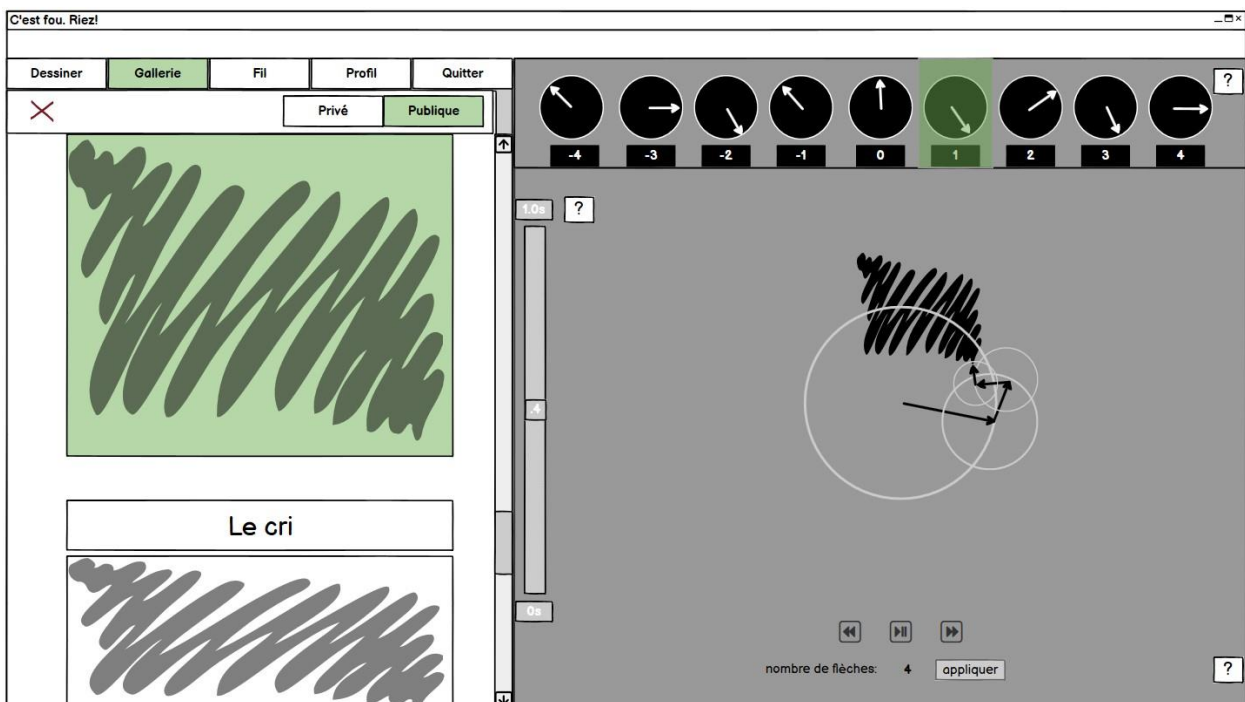 C'est fou. Riez!
Dessiner Gallerie Fil Profil Quitter
Privé Publique
?
-4 -3 -2 -1 0 1 2 3 4
1.0s ?
.4
Le cri
0s
nombre de flèches: 4 appliquer
?